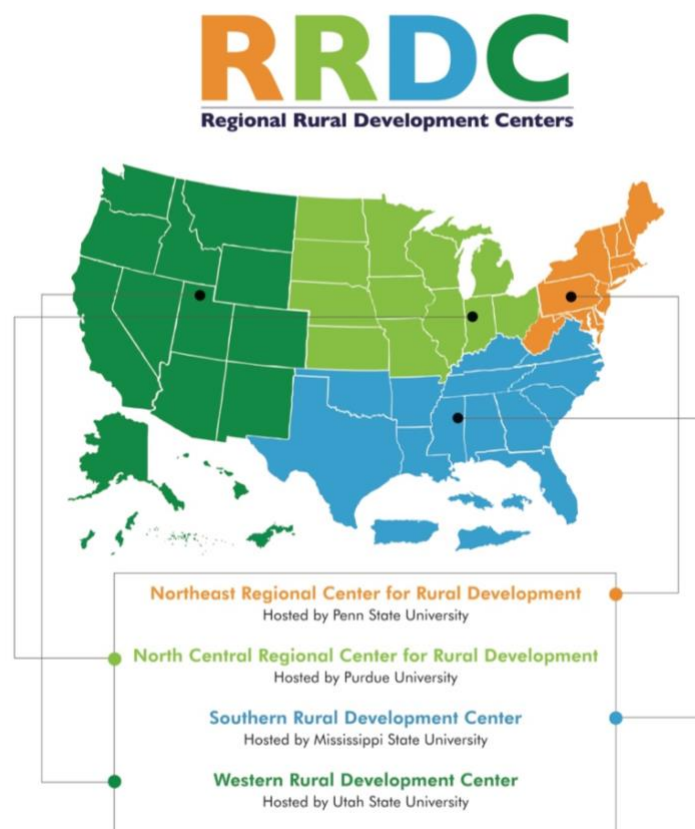 RRDC
Regional Rural Development Centers
Northeast Regional Center for Rural Development
Hosted by Penn State University
North Central Regional Center for Rural Development
Hosted by Purdue University
Southern Rural Development Center
Hosted by Mississippi State University
Western Rural Development Center
Hosted by Utah State University